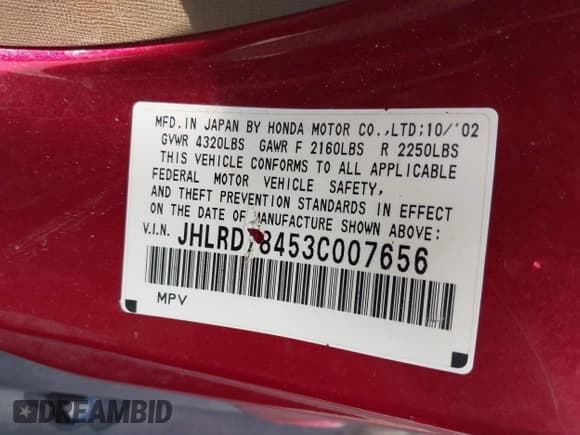 MFD.IN JAPAN BY HONDA MOTOR CO.,LTD;10/'02
GVWR 4320LBS GAWR F 2160LBS R 2250LBS
THIS VEHICLE CONFORMS TO ALL APPLICABLE
FEDERAL MOTOR VEHICLE SAFETY,
AND THEFT PREVENTION STANDARDS IN EFFECT
ON THE DATE OF MANUFACTURE SHOWN ABOVE:
V.I.N. JHLRD78453C007656
MPV
DREAMBID